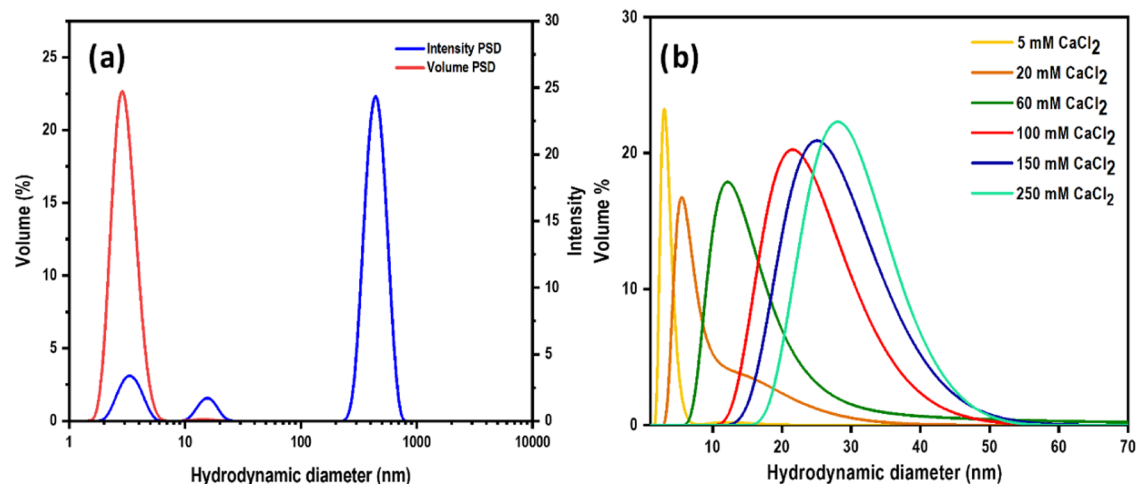 (a)
Intensity PSD
Volume PSD
Volume (%)
25
20
15
10
5
0
Intensity
30
25
20
15
10
5
0
1
10
100
1000
10000
Hydrodynamic diameter (nm)
(b)
5 mM CaCl2
20 mM CaCl2
60 mM CaCl2
100 mM CaCl2
150 mM CaCl2
250 mM CaCl2
Volume %
30
20
10
0
10
20
30
40
50
60
70
Hydrodynamic diameter (nm)